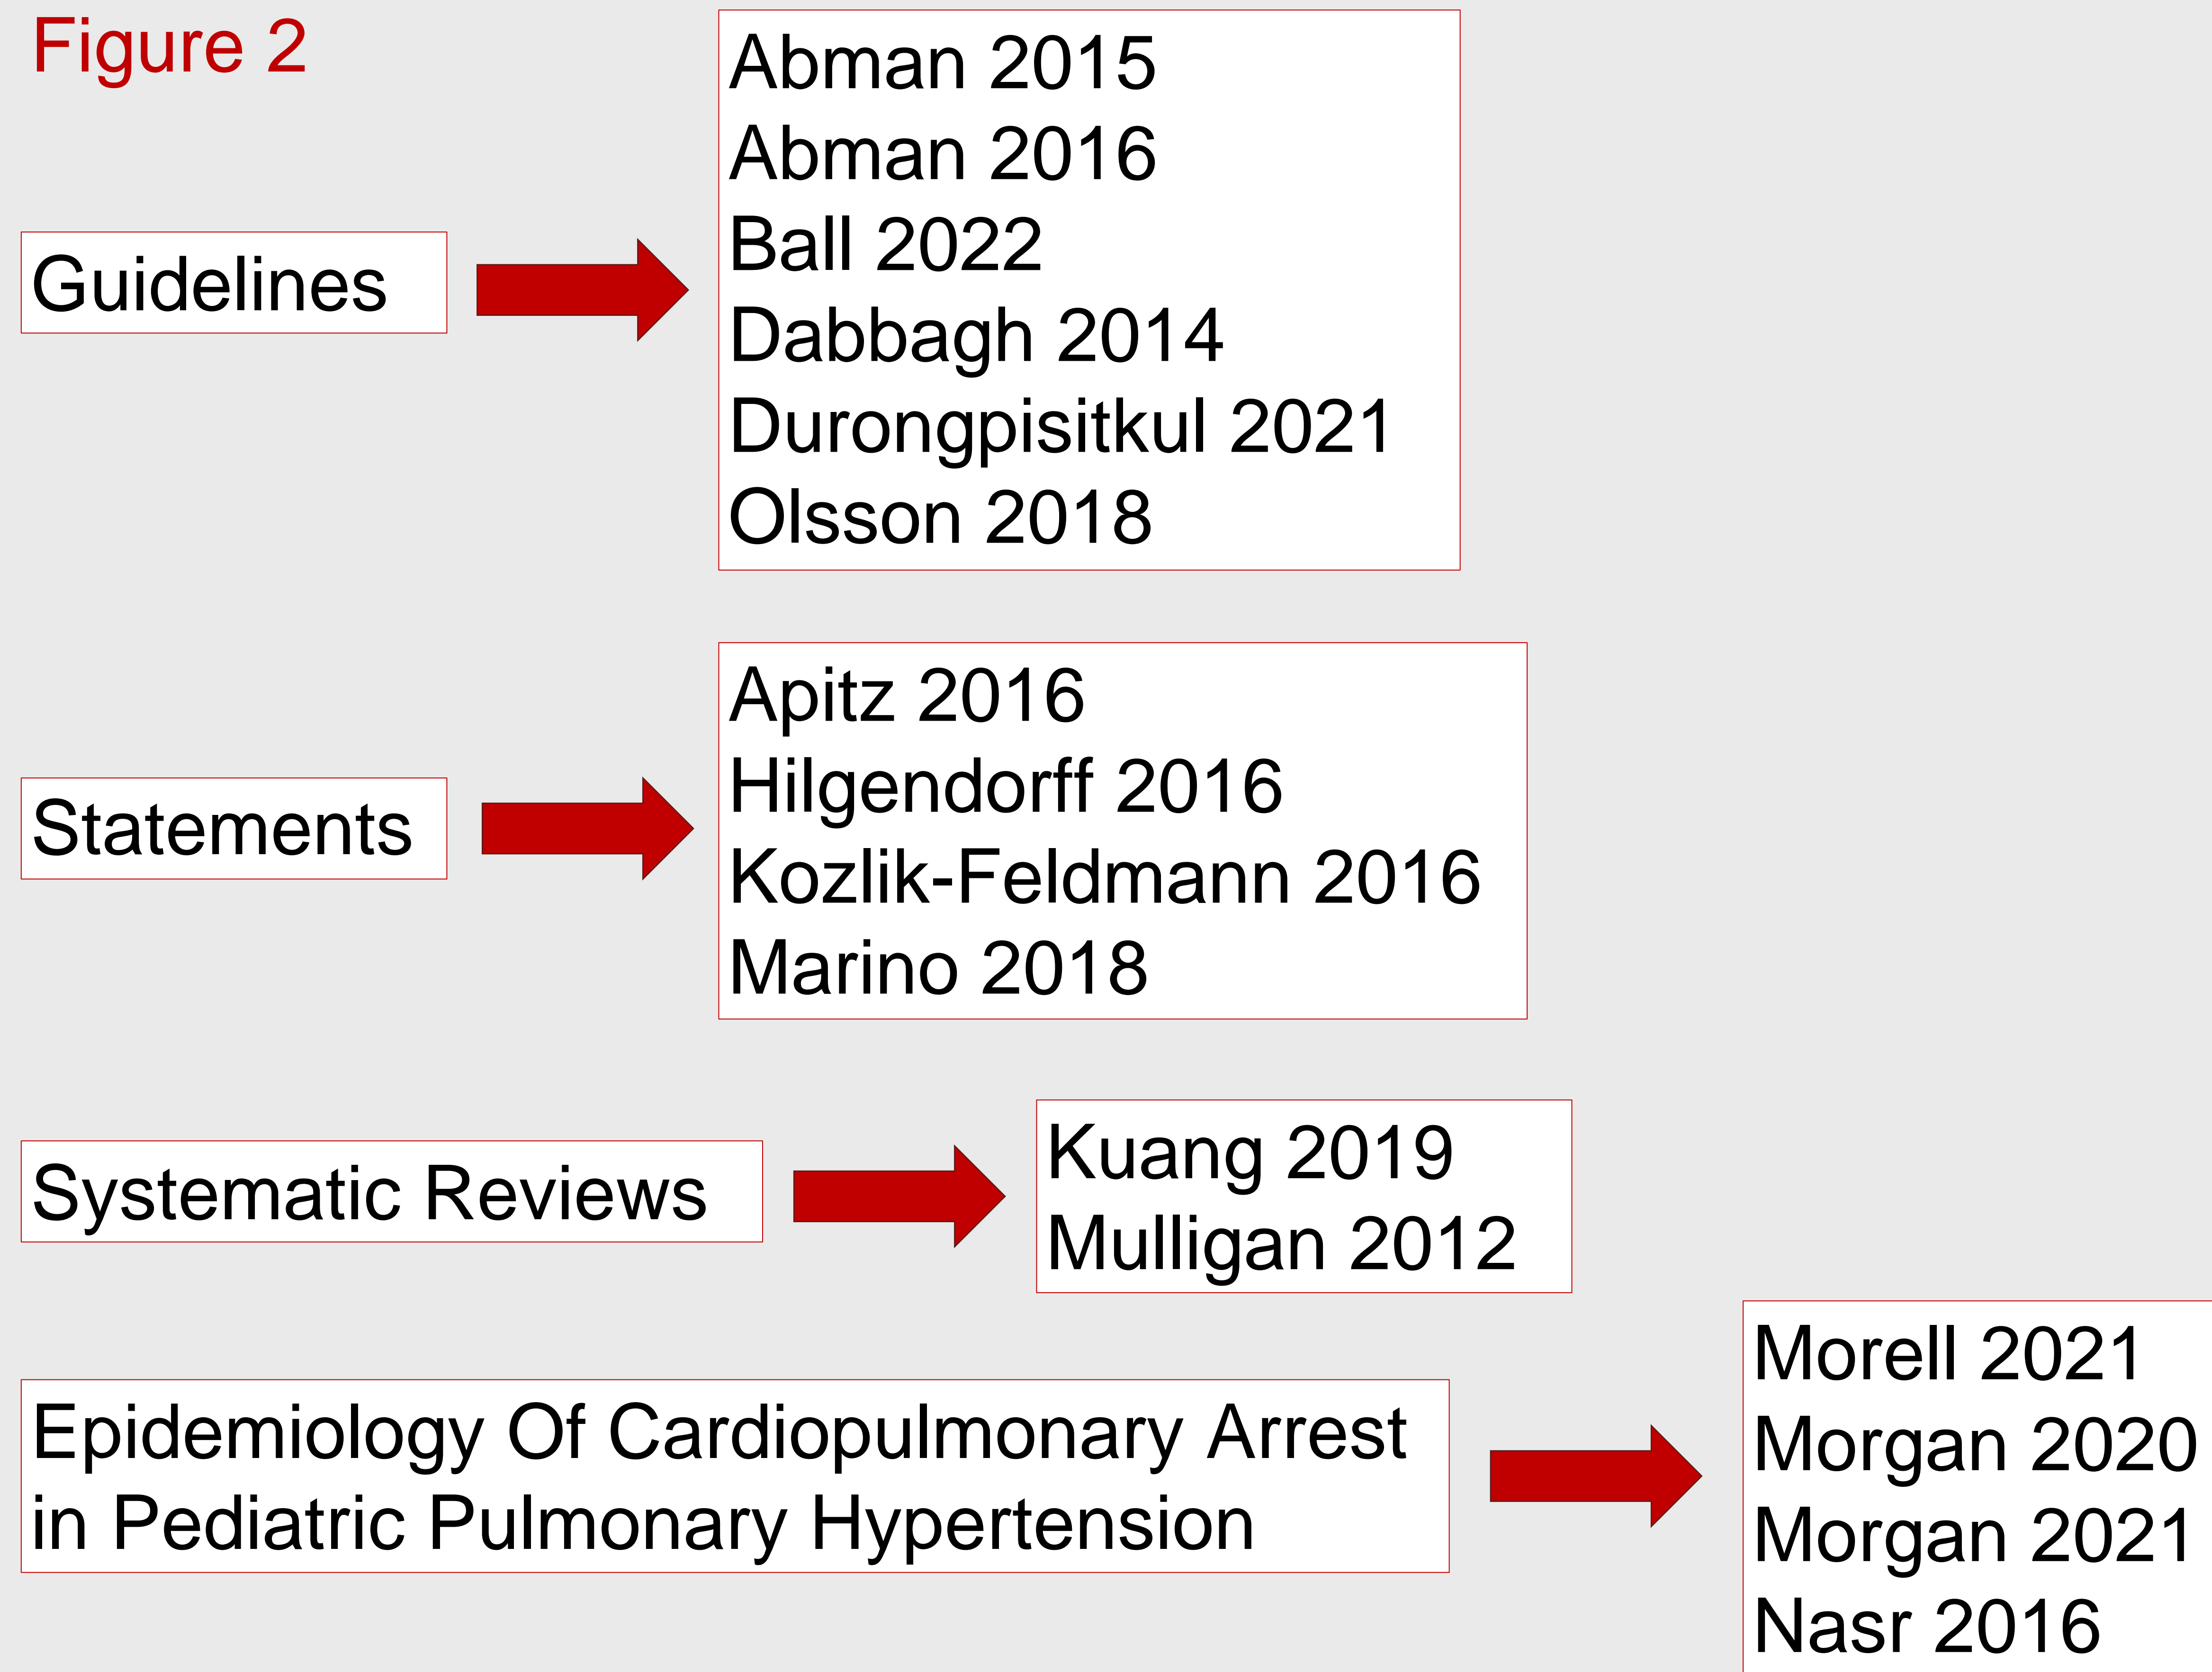 Figure 2
Guidelines
Abman 2015
Abman 2016
Ball 2022
Dabbagh 2014
Durongpisitkul 2021
Olsson 2018
Statements
Apitz 2016
Hilgendorff 2016
Kozlik-Feldmann 2016
Marino 2018
Systematic Reviews
Kuang 2019
Mulligan 2012
Epidemiology Of Cardiopulmonary Arrest
in Pediatric Pulmonary Hypertension
Morell 2021
Morgan 2020
Morgan 2021
Nasr 2016